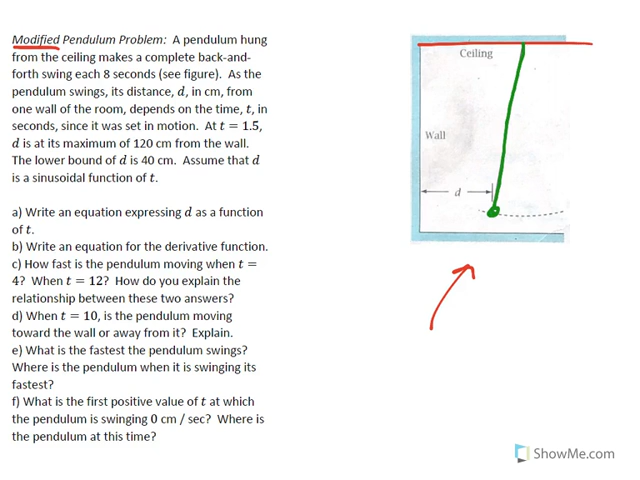 Modified Pendulum Problem: A pendulum hung
from the ceiling makes a complete back-and-
forth swing each 8 seconds (see figure). As the
pendulum swings, its distance, d, in cm, from
one wall of the room, depends on the time, t, in
seconds, since it was set in motion. At t = 1.5,
d is at its maximum of 120 cm from the wall.
The lower bound of d is 40 cm. Assume that d
is a sinusoidal function of t.
a) Write an equation expressing d as a function
of t.
b) Write an equation for the derivative function.
c) How fast is the pendulum moving when t =
4? When t = 12? How do you explain the
relationship between these two answers?
d) When t = 10, is the pendulum moving
toward the wall or away from it? Explain.
e) What is the fastest the pendulum swings?
Where is the pendulum when it is swinging its
fastest?
f) What is the first positive value of t at which
the pendulum is swinging 0 cm / sec? Where is
the pendulum at this time?
Ceiling
Wall
d
ShowMe.com